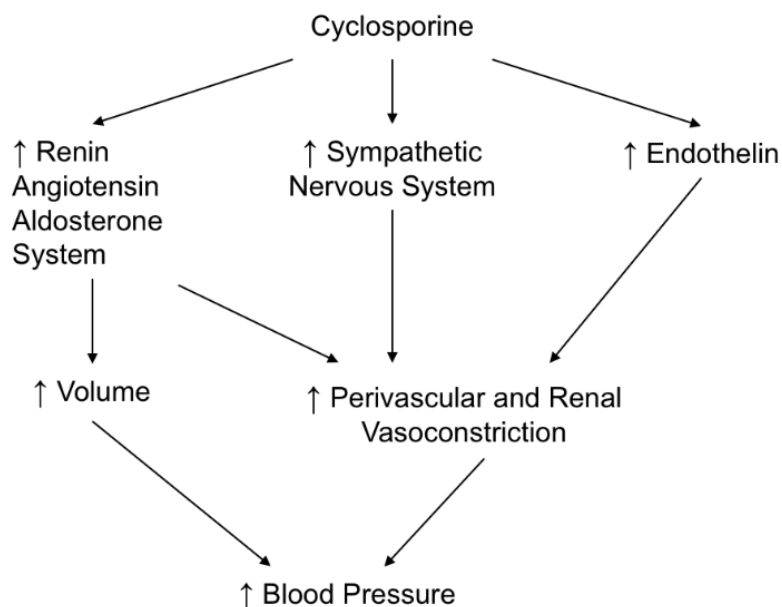 Cyclosporine
↑ Renin
Angiotensin
Aldosterone
System
↑ Sympathetic
Nervous System
↑ Endothelin
↑ Volume
↑ Perivascular and Renal
Vasoconstriction
↑ Blood Pressure